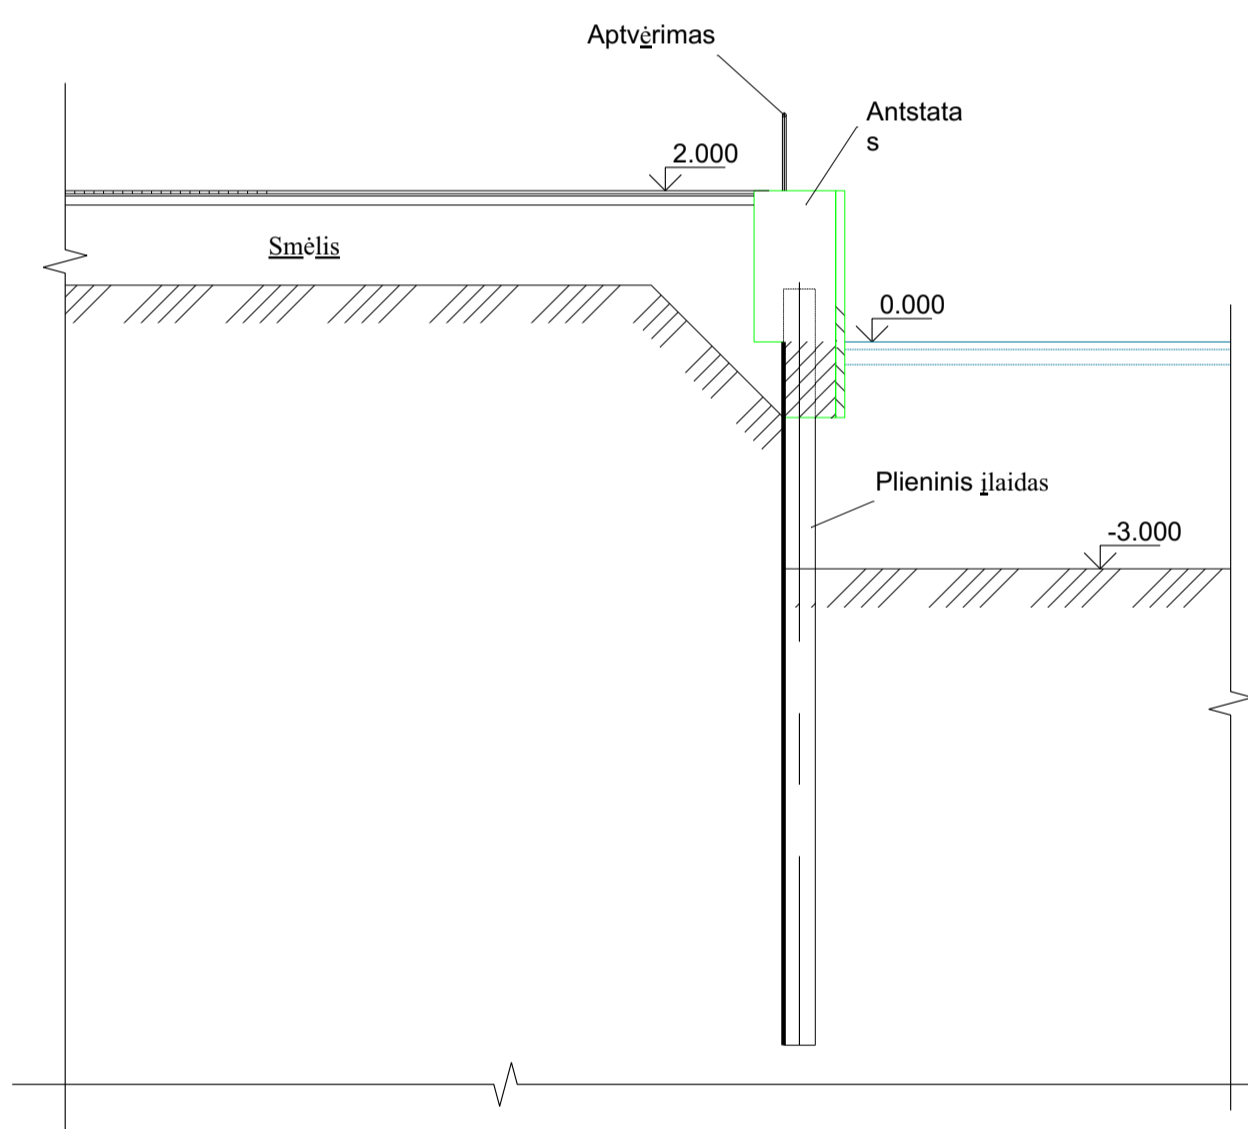 Aptvėrimas
Antstata
s
2.000
Smėlis
0.000
Plieninis įlaidas
-3.000